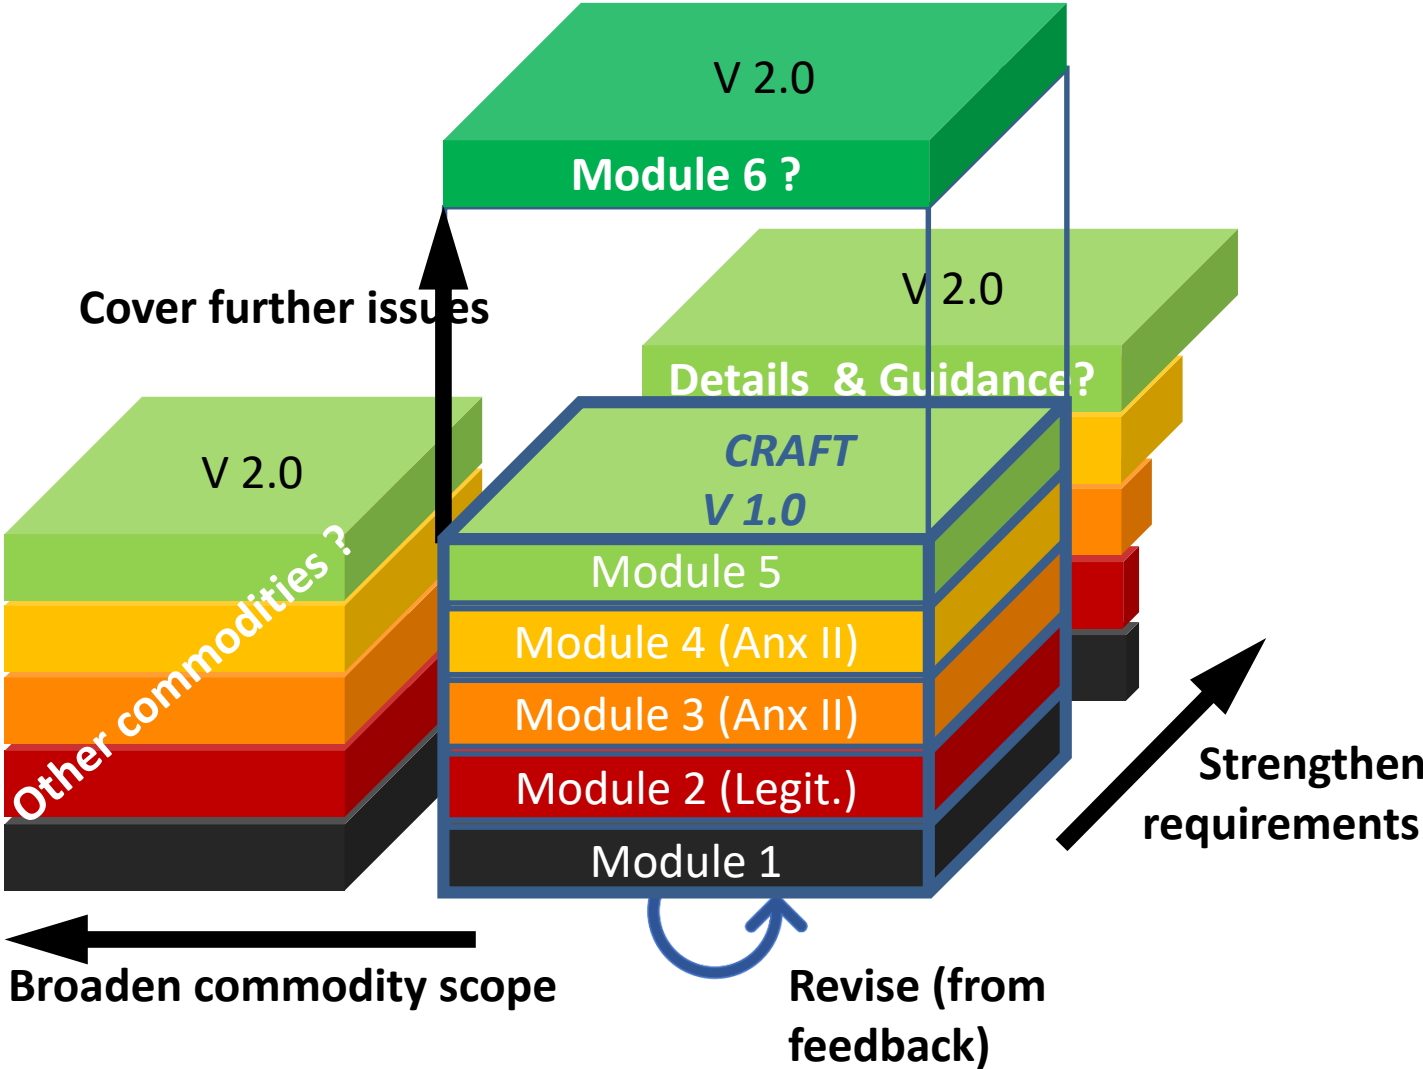 V 2.0
Module 6 ?
Cover further issues
V 2.0
Details & Guidance?
V 2.0
Other commodities ?
CRAFT
V 1.0
Module 5
Module 4 (Anx II)
Module 3 (Anx II)
Module 2 (Legit.)
Module 1
Strengthen
requirements
Broaden commodity scope
Revise (from
feedback)